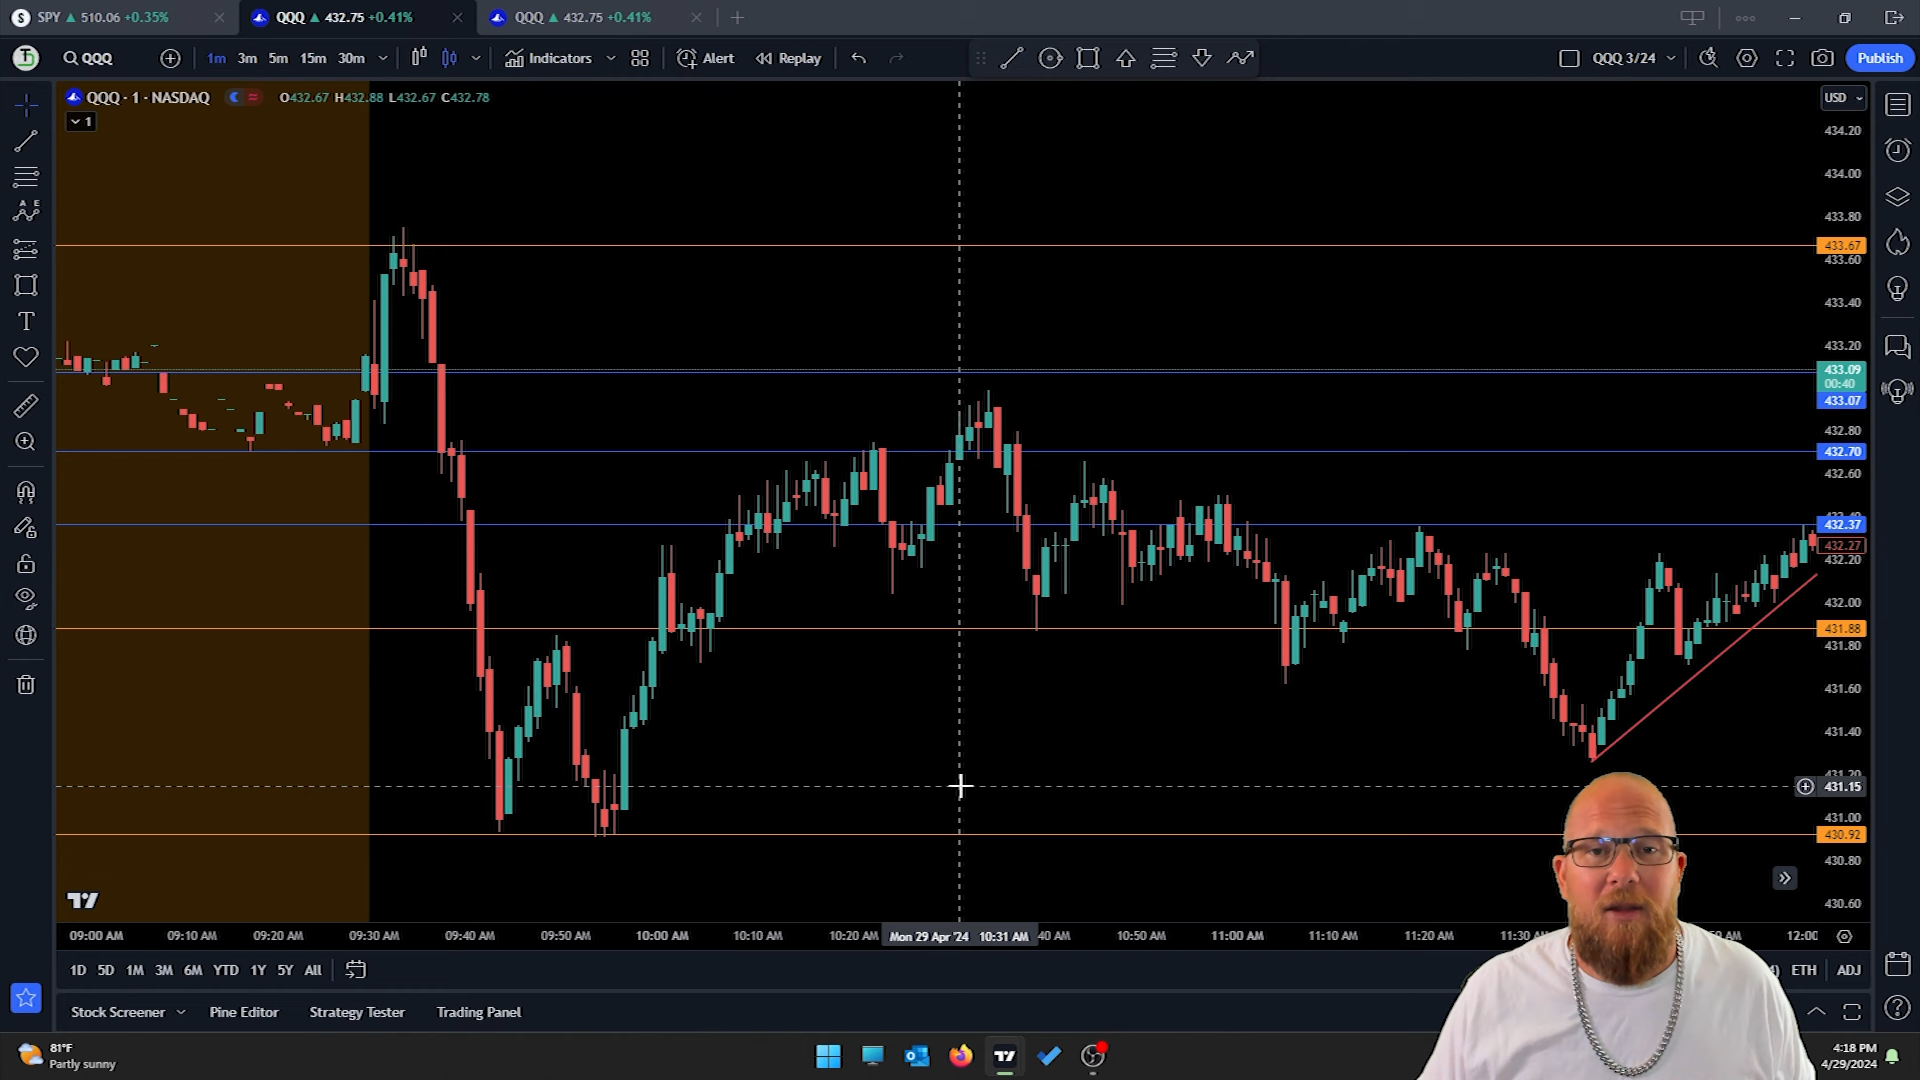 S SPY ▲ 510.06 +0.35%
QQQ ▲ 432.75 +0.41%
QQQ ▲ 432.75 +0.41%
QQQ
1m 3m 5m 15m 30m
Indicators
Alert
Replay
QQQ 3/24
Publish
QQQ · 1 · NASDAQ
O432.67 H432.88 L432.67 C432.78
1
USD
434.20
434.00
433.80
433.67
433.60
433.40
433.20
433.09
00:40
433.07
432.80
432.70
432.60
432.37
432.27
432.20
432.00
431.88
431.80
431.60
431.40
431.15
431.00
430.92
430.80
430.60
09:00 AM 09:10 AM 09:20 AM 09:30 AM 09:40 AM 09:50 AM 10:00 AM 10:10 AM 10:20 AM Mon 29 Apr '24 10:31 AM 40 AM 10:50 AM 11:00 AM 11:10 AM 11:20 AM 11:30 AM 12:00
1D 5D 1M 3M 6M YTD 1Y 5Y All
ETH ADJ
Stock Screener Pine Editor Strategy Tester Trading Panel
81°F
Partly sunny
4:18 PM
4/29/2024